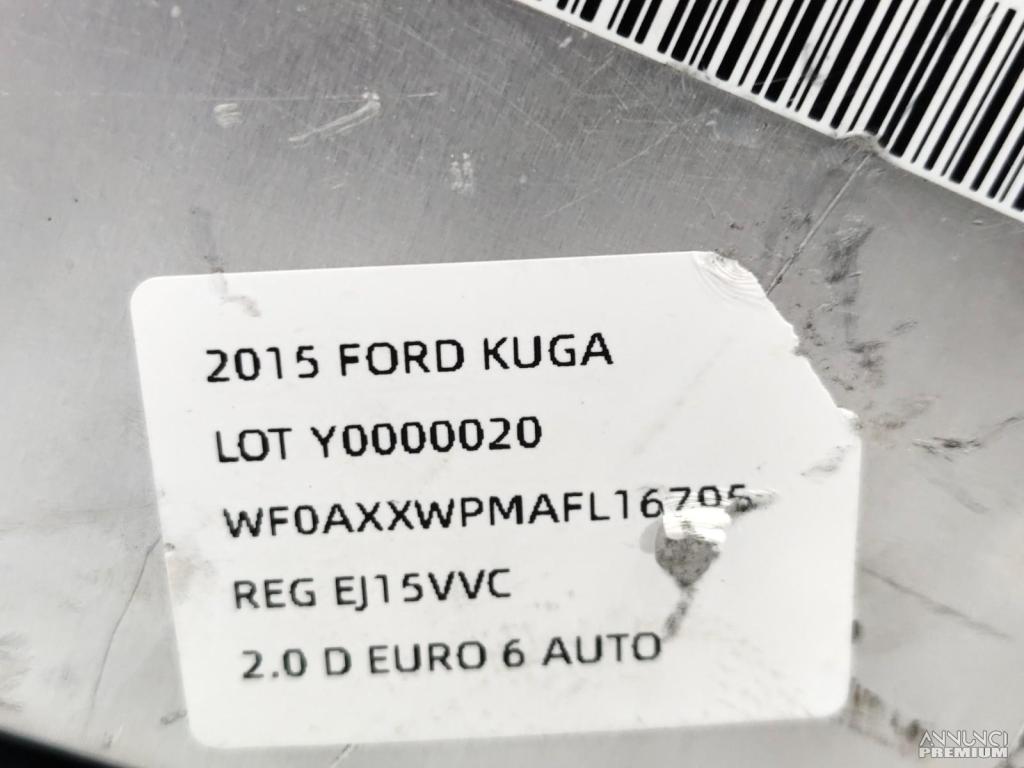 2015 FORD KUGA
LOT Y0000020
WF0AXXWPMAFL16705
REG EJ15VVC
2.0 D EURO 6 AUTO
ANNUNCI
PREMIUM